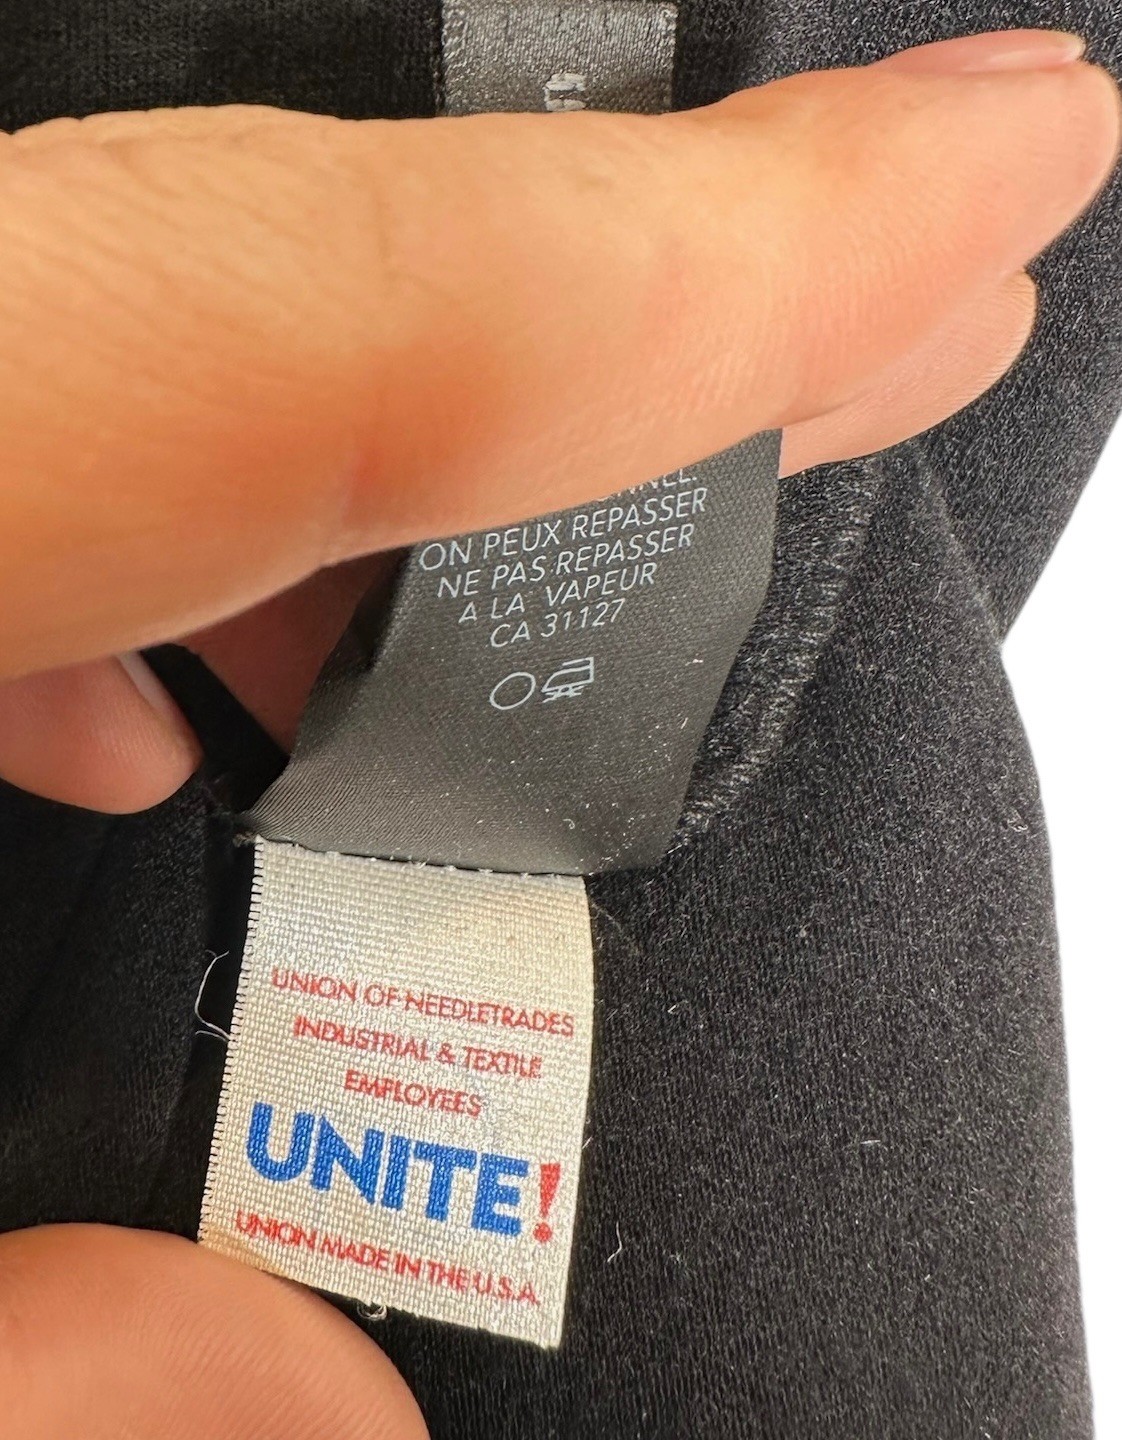 ON PEUX REPASSER
NE PAS REPASSER
A LA VAPEUR
CA 31127
UNION OF NEEDLETRADES
INDUSTRIAL & TEXTILE
EMPLOYEES
UNITE!
UNION MADE IN THE U.S.A.